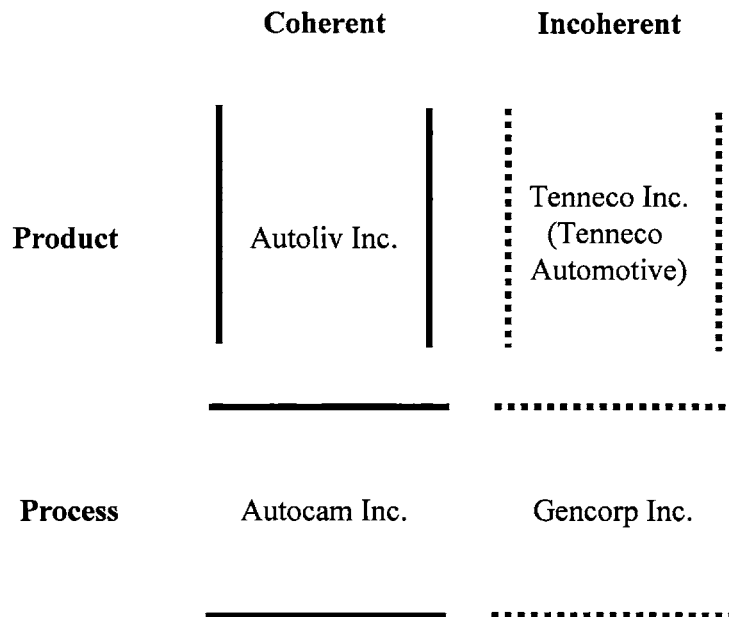 Coherent Incoherent
Product
Autoliv Inc.
Tenneco Inc.
(Tenneco
Automotive)
Process Autocam Inc. Gencorp Inc.